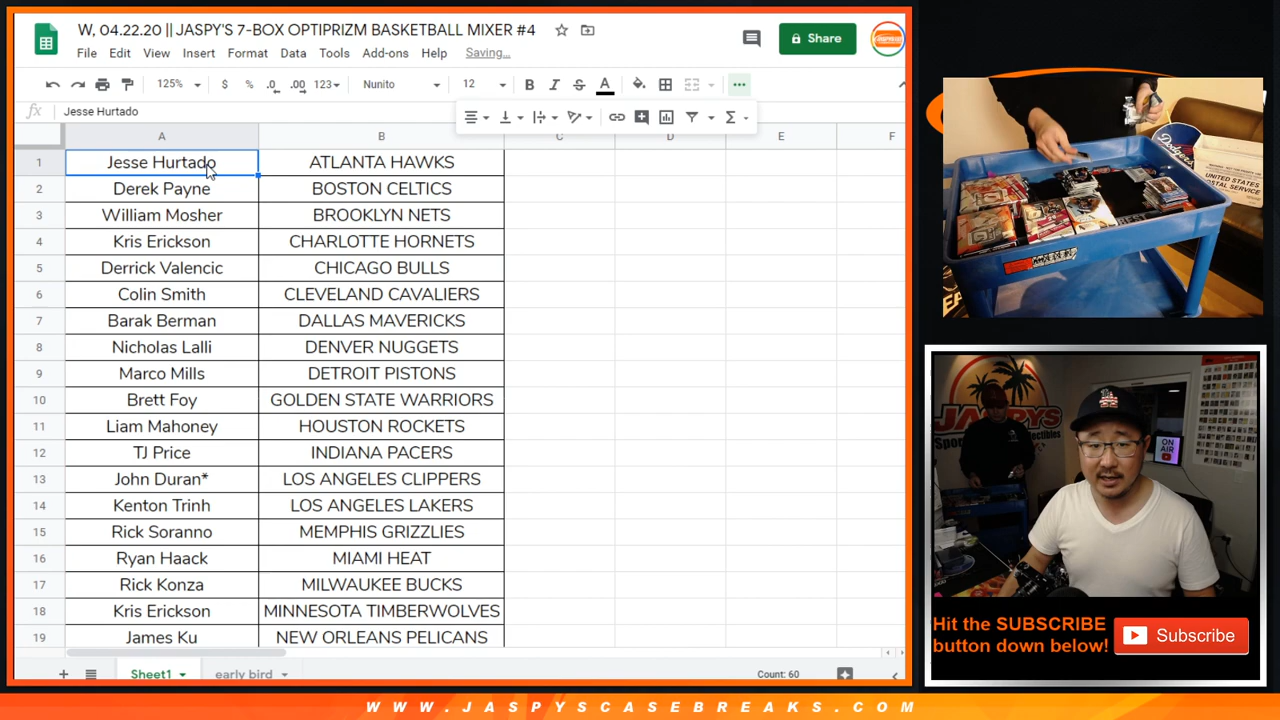 W, 04.22.20 || JASPY'S 7-BOX OPTIPRIZM BASKETBALL MIXER #4
File Edit View Insert Format Data Tools Add-ons Help Saving...
Share
125% $ % .0 .00 123 Nunito 12 B I S A
fx Jesse Hurtado
A B C D E F
1 Jesse Hurtado ATLANTA HAWKS
2 Derek Payne BOSTON CELTICS
3 William Mosher BROOKLYN NETS
4 Kris Erickson CHARLOTTE HORNETS
5 Derrick Valencic CHICAGO BULLS
6 Colin Smith CLEVELAND CAVALIERS
7 Barak Berman DALLAS MAVERICKS
8 Nicholas Lalli DENVER NUGGETS
9 Marco Mills DETROIT PISTONS
10 Brett Foy GOLDEN STATE WARRIORS
11 Liam Mahoney HOUSTON ROCKETS
12 TJ Price INDIANA PACERS
13 John Duran* LOS ANGELES CLIPPERS
14 Kenton Trinh LOS ANGELES LAKERS
15 Rick Soranno MEMPHIS GRIZZLIES
16 Ryan Haack MIAMI HEAT
17 Rick Konza MILWAUKEE BUCKS
18 Kris Erickson MINNESOTA TIMBERWOLVES
19 James Ku NEW ORLEANS PELICANS
Sheet1 early bird Count: 60
Dodgers
UNITED STATES
POSTAL SERVICE
JASPYS
ON
AIR
Hit the SUBSCRIBE
button down below!
Subscribe
WWW.JASPYSCASEBREAKS.COM